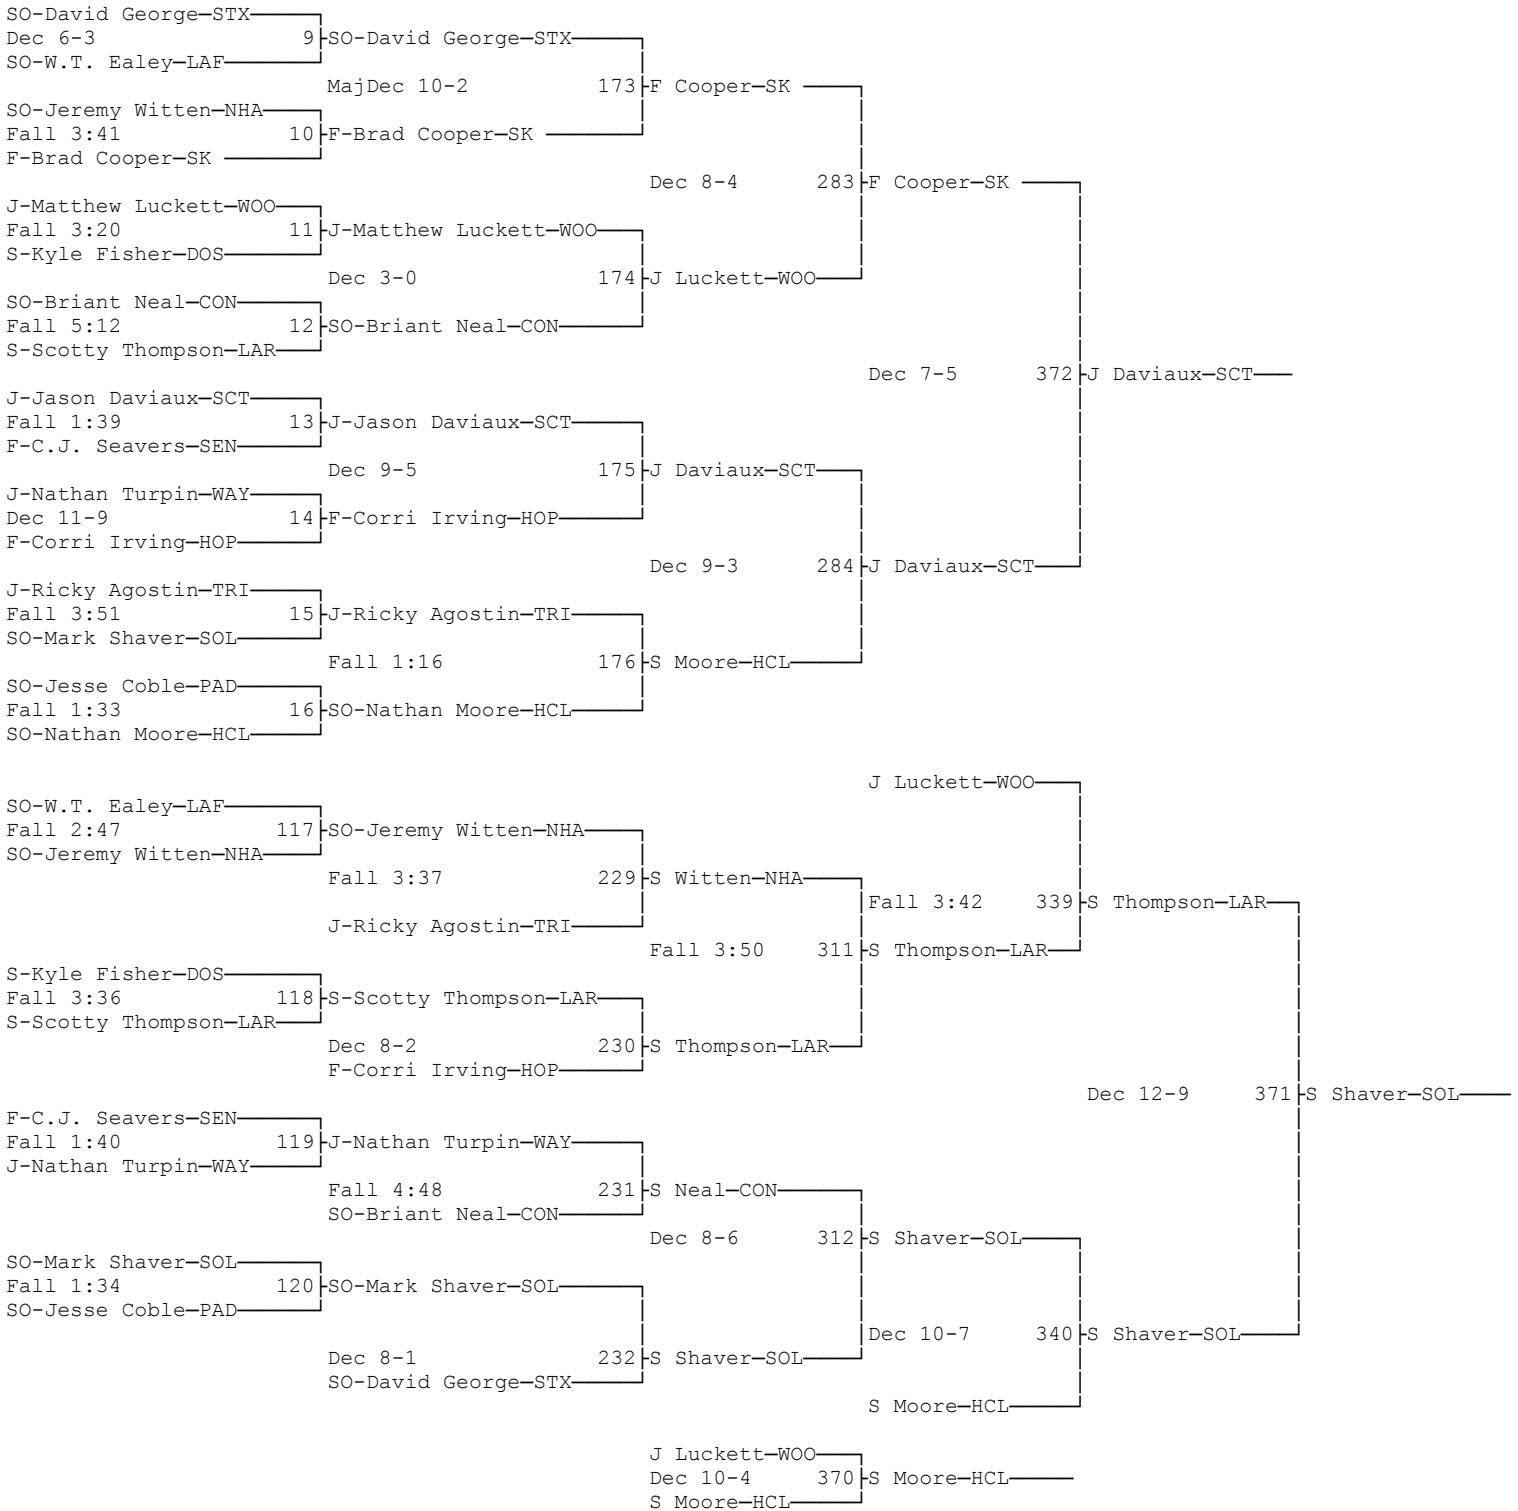 SO-David George—STX
Dec 6-3 9 SO-David George—STX
SO-W.T. Ealey—LAF
MajDec 10-2 173 F Cooper—SK
SO-Jeremy Witten—NHA
Fall 3:41 10 F-Brad Cooper—SK
F-Brad Cooper—SK
Dec 8-4 283 F Cooper—SK
J-Matthew Luckett—WOO
Fall 3:20 11 J-Matthew Luckett—WOO
S-Kyle Fisher—DOS
Dec 3-0 174 J Luckett—WOO
SO-Briant Neal—CON
Fall 5:12 12 SO-Briant Neal—CON
S-Scotty Thompson—LAR
Dec 7-5 372 J Daviaux—SCT
J-Jason Daviaux—SCT
Fall 1:39 13 J-Jason Daviaux—SCT
F-C.J. Seavers—SEN
Dec 9-5 175 J Daviaux—SCT
J-Nathan Turpin—WAY
Dec 11-9 14 F-Corri Irving—HOP
F-Corri Irving—HOP
Dec 9-3 284 J Daviaux—SCT
J-Ricky Agostin—TRI
Fall 3:51 15 J-Ricky Agostin—TRI
SO-Mark Shaver—SOL
Fall 1:16 176 S Moore—HCL
SO-Jesse Coble—PAD
Fall 1:33 16 SO-Nathan Moore—HCL
SO-Nathan Moore—HCL
J Luckett—WOO
SO-W.T. Ealey—LAF
Fall 2:47 117 SO-Jeremy Witten—NHA
SO-Jeremy Witten—NHA
Fall 3:37 229 S Witten—NHA
Fall 3:42 339 S Thompson—LAR
J-Ricky Agostin—TRI
Fall 3:50 311 S Thompson—LAR
S-Kyle Fisher—DOS
Fall 3:36 118 S-Scotty Thompson—LAR
S-Scotty Thompson—LAR
Dec 8-2 230 S Thompson—LAR
F-Corri Irving—HOP
Dec 12-9 371 S Shaver—SOL
F-C.J. Seavers—SEN
Fall 1:40 119 J-Nathan Turpin—WAY
J-Nathan Turpin—WAY
Fall 4:48 231 S Neal—CON
SO-Briant Neal—CON
Dec 8-6 312 S Shaver—SOL
SO-Mark Shaver—SOL
Fall 1:34 120 SO-Mark Shaver—SOL
SO-Jesse Coble—PAD
Dec 10-7 340 S Shaver—SOL
Dec 8-1 232 S Shaver—SOL
SO-David George—STX
S Moore—HCL
J Luckett—WOO
Dec 10-4 370 S Moore—HCL
S Moore—HCL